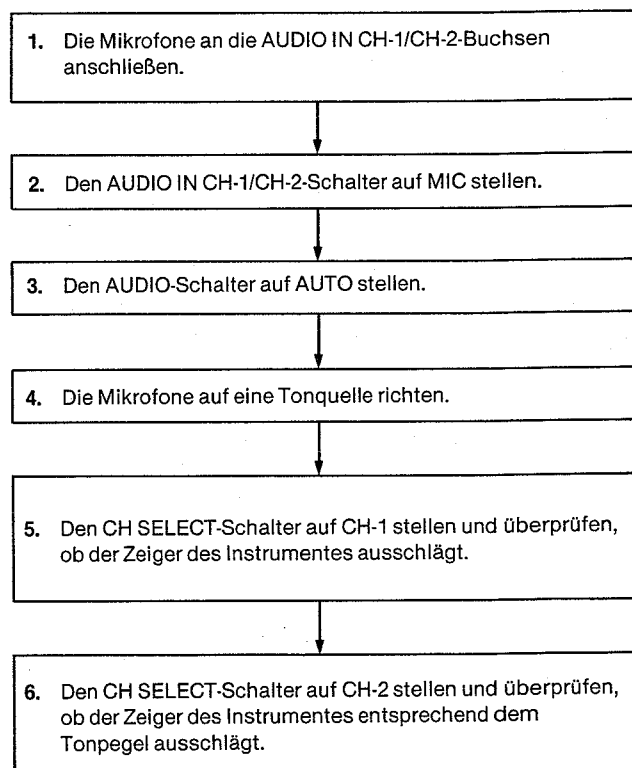 1. Die Mikrofone an die AUDIO IN CH-1/CH-2-Buchsen
anschließen.
2. Den AUDIO IN CH-1/CH-2-Schalter auf MIC stellen.
3. Den AUDIO-Schalter auf AUTO stellen.
4. Die Mikrofone auf eine Tonquelle richten.
5. Den CH SELECT-Schalter auf CH-1 stellen und überprüfen,
ob der Zeiger des Instrumentes ausschlägt.
6. Den CH SELECT-Schalter auf CH-2 stellen und überprüfen,
ob der Zeiger des Instrumentes entsprechend dem
Tonpegel ausschlägt.